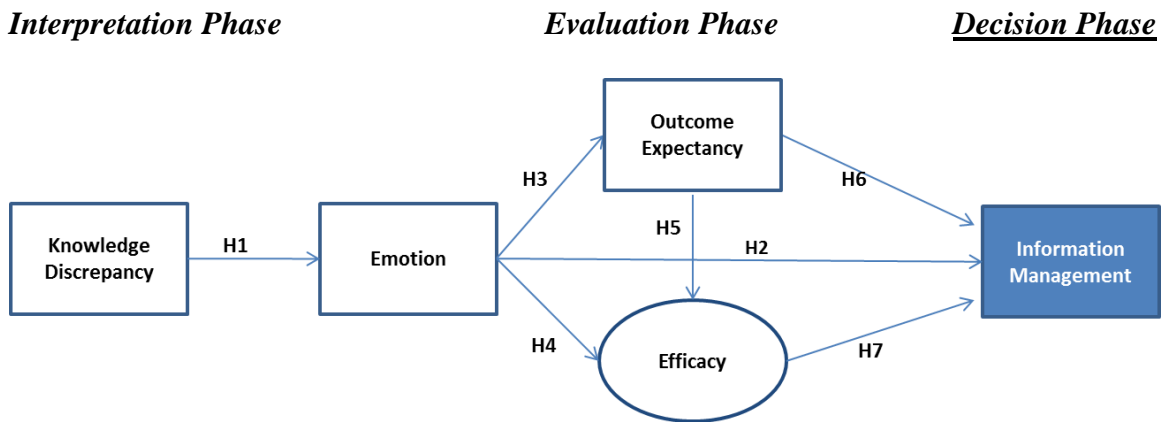 Interpretation Phase
Evaluation Phase
Decision Phase
Outcome
Expectancy
H3
H6
Knowledge
Discrepancy
H1
Emotion
H5
H2
Information
Management
H4
Efficacy
H7